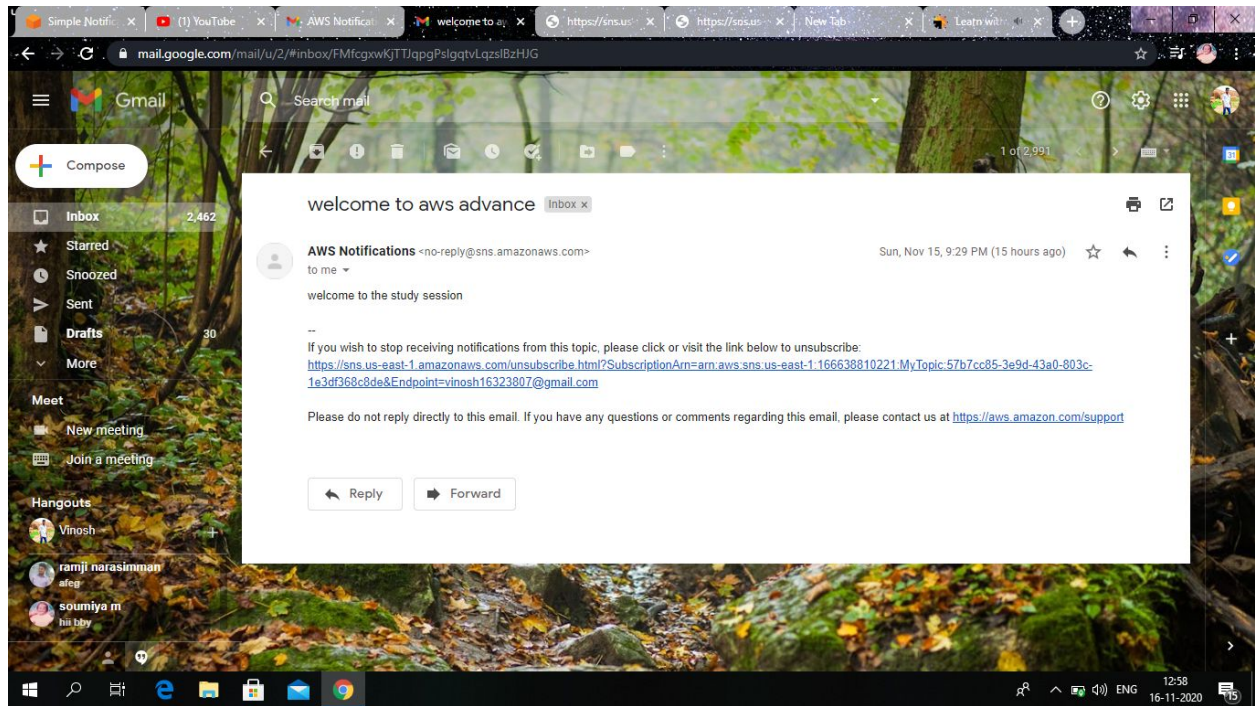 Simple Notific
(1) YouTube
AWS Notificati
welcome to aw
https://sns.us-
https://sns.us-e
New Tab
Learn with
mail.google.com/mail/u/2/#inbox/
Gmail
Search mail
Compose
1 of 2,991
31
Inbox 2,462
Starred
Snoozed
Sent
Drafts 30
More
Meet
New meeting
Join a meeting
Hangouts
Vinosh
ramji narasimman
afeg
soumiya m
hii bby
welcome to aws advance Inbox x
AWS Notifications <no-reply@sns.amazonaws.com> Sun, Nov 15, 9:29 PM (15 hours ago)
to me
welcome to the study session
--
If you wish to stop receiving notifications from this topic, please click or visit the link below to unsubscribe:
https://sns.us-east-1.amazonaws.com/unsubscribe.html?SubscriptionArn=arn:aws:sns:us-east-1:166638810221:MyTopic:57b7cc85-3e9d-43a0-803c-
1e3df368c8de&Endpoint=vinosh16323807@gmail.com
Please do not reply directly to this email. If you have any questions or comments regarding this email, please contact us at https://aws.amazon.com/support
Reply Forward
ENG
12:58
16-11-2020
15